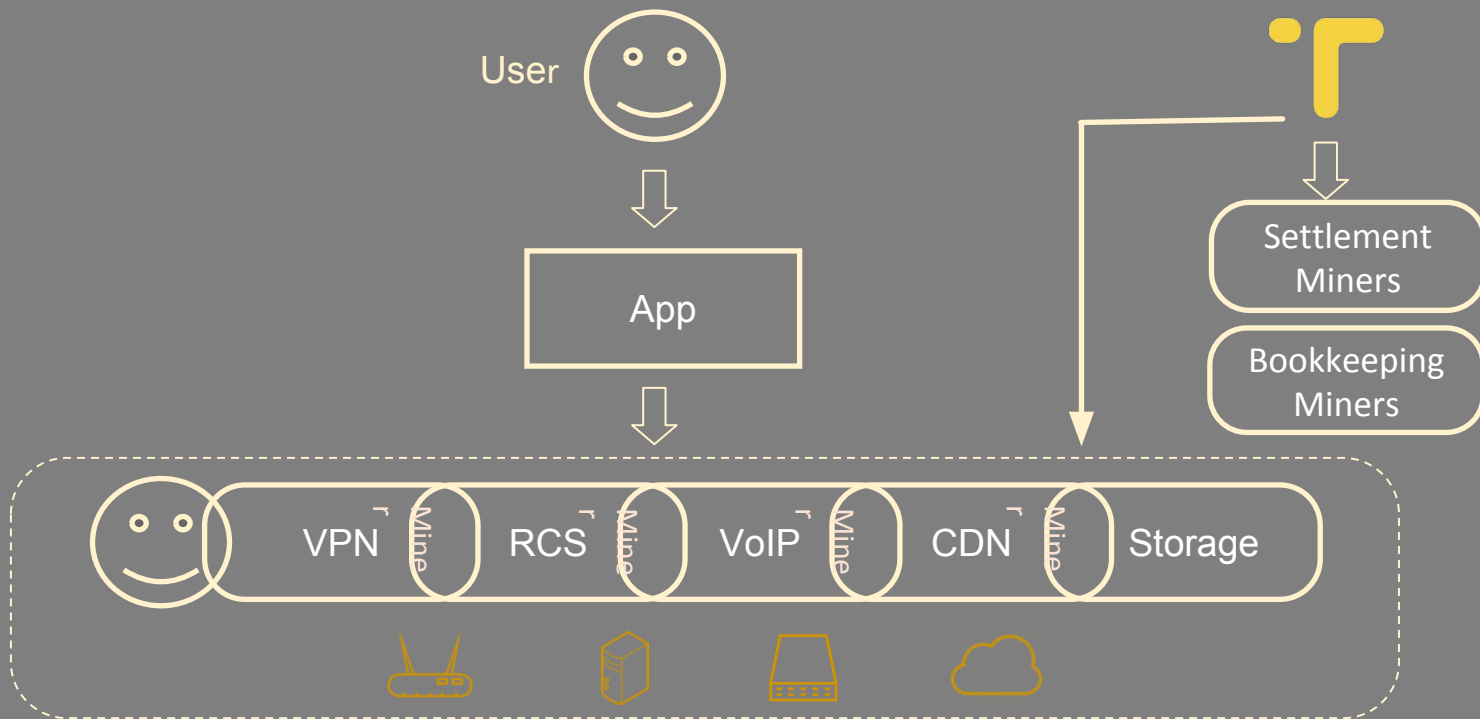 User
App
Settlement
Miners
Bookkeeping
Miners
VPN
Mine
r
RCS
Mine
r
VoIP
Mine
r
CDN
Mine
r
Storage